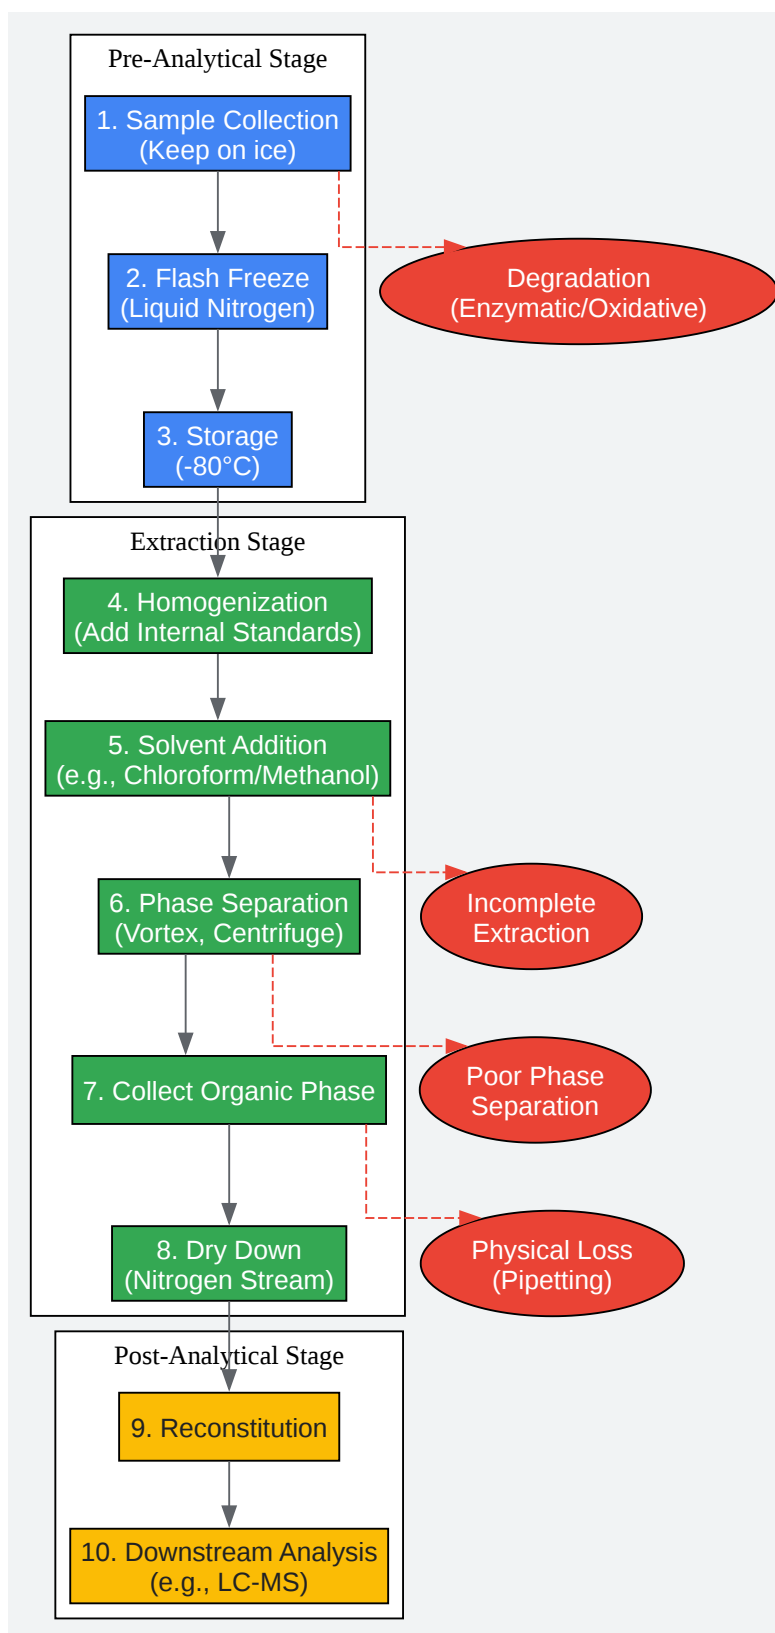 Pre-Analytical Stage
1. Sample Collection
(Keep on ice)
2. Flash Freeze
(Liquid Nitrogen)
Degradation
(Enzymatic/Oxidative)
3. Storage
(-80°C)
Extraction Stage
4. Homogenization
(Add Internal Standards)
5. Solvent Addition
(e.g., Chloroform/Methanol)
6. Phase Separation
(Vortex, Centrifuge)
Incomplete
Extraction
7. Collect Organic Phase
Poor Phase
Separation
8. Dry Down
(Nitrogen Stream)
Physical Loss
(Pipetting)
Post-Analytical Stage
9. Reconstitution
10. Downstream Analysis
(e.g., LC-MS)